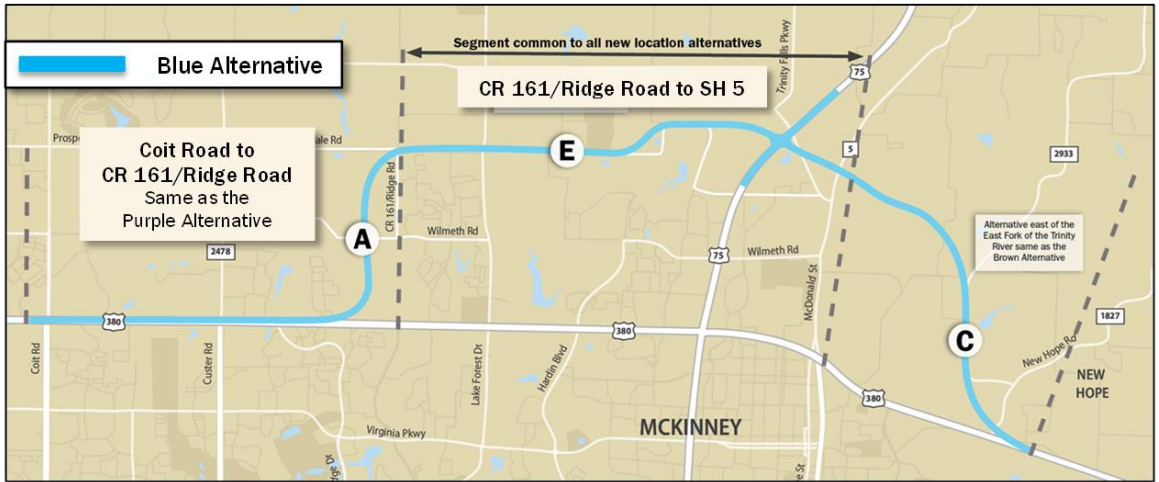 Blue Alternative
Segment common to all new location alternatives
CR 161/Ridge Road to SH 5
Trinity Falls Pkwy
75
Prosp
ale Rd
Coit Road to
CR 161/Ridge Road
Same as the
Purple Alternative
CR 161/Ridge Rd
E
5
2933
A
Wilmeth Rd
2478
75
Wilmeth Rd
Alternative east of the
East Fork of the Trinity
River same as the
Brown Alternative
McDonald St
380
380
1827
C
New Hope Rd
Coit Rd
Custer Rd
Lake Forest Dr
Hardin Blvd
NEW
HOPE
380
Virginia Pkwy
MCKINNEY
dge Dr
e St